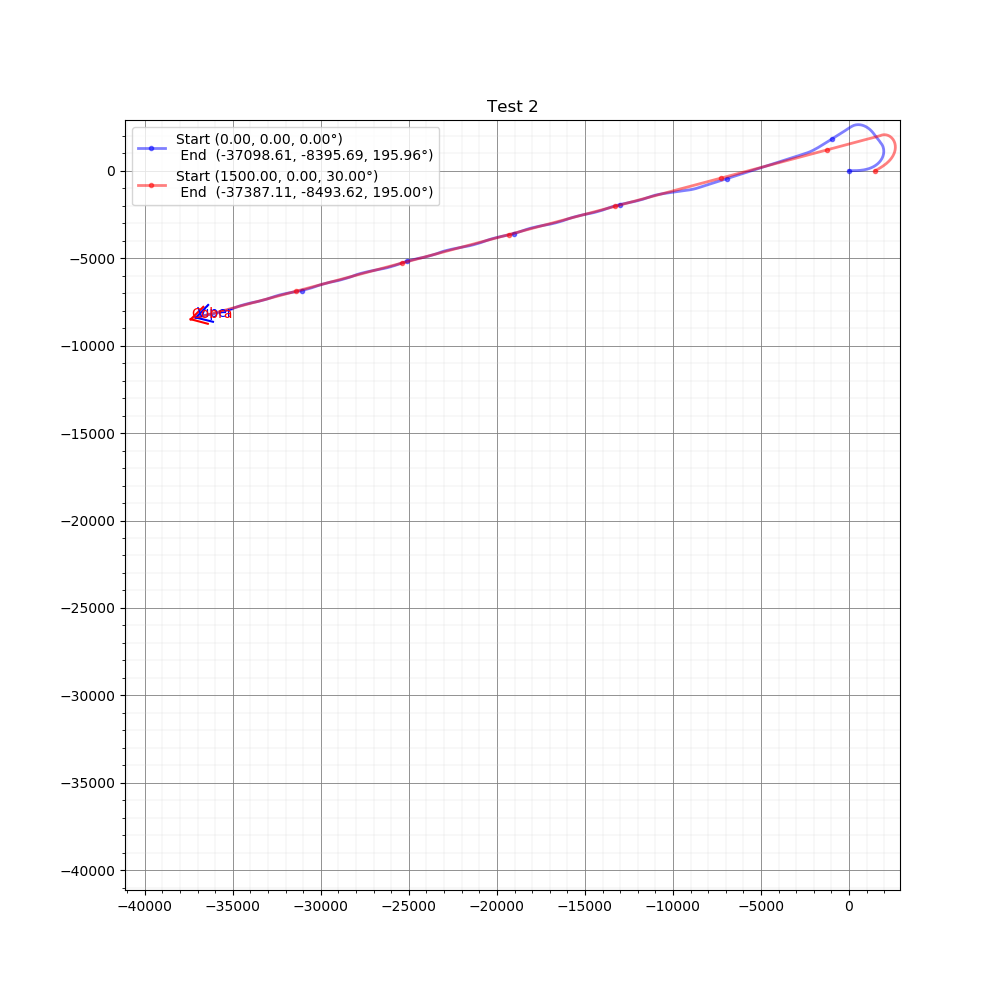 Test 2
Start (0.00, 0.00, 0.00°)
End (-37098.61, -8395.69, 195.96°)
Start (1500.00, 0.00, 30.00°)
End (-37387.11, -8493.62, 195.00°)
0
−5000
−10000
−15000
−20000
−25000
−30000
−35000
−40000
−40000 −35000 −30000 −25000 −20000 −15000 −10000 −5000 0